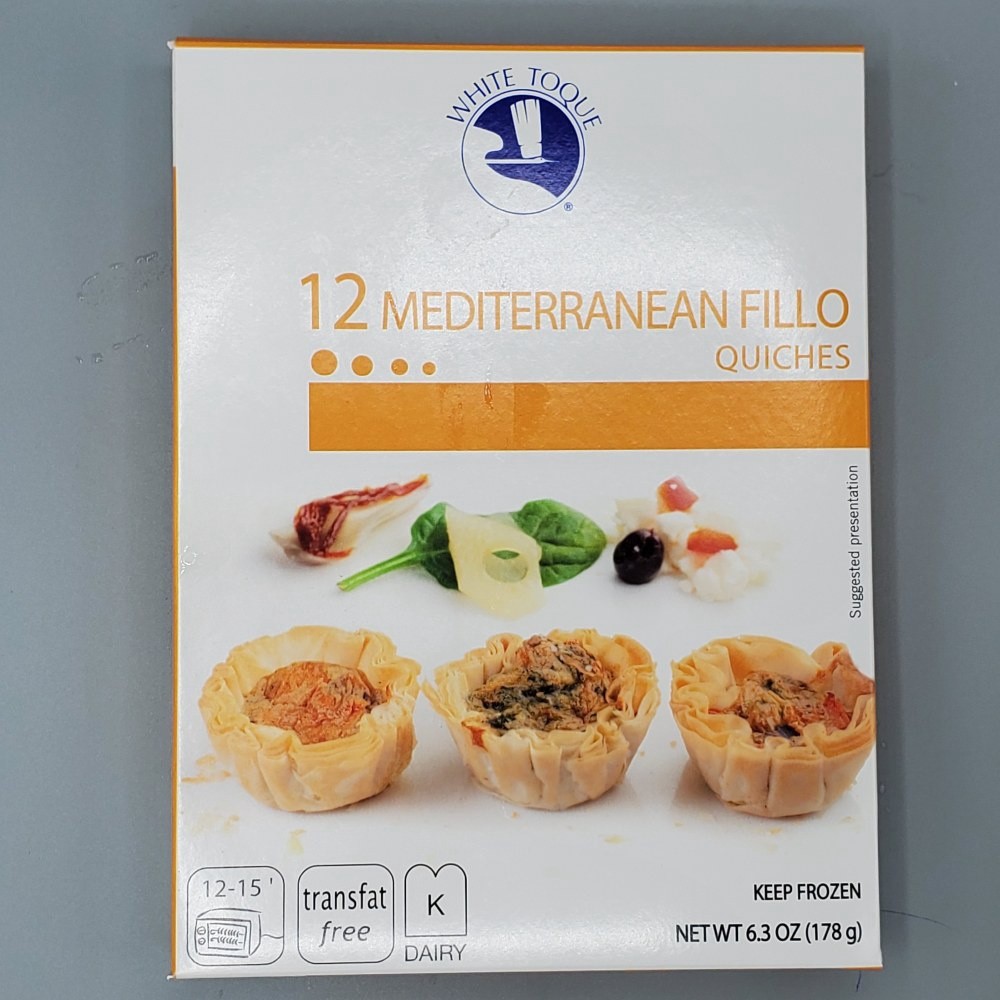 WHITE TOQUE
®
12 MEDITERRANEAN FILLO
QUICHES
Suggested presentation
12-15 '
transfat
free
K
DAIRY
KEEP FROZEN
NET WT 6.3 OZ (178 g)